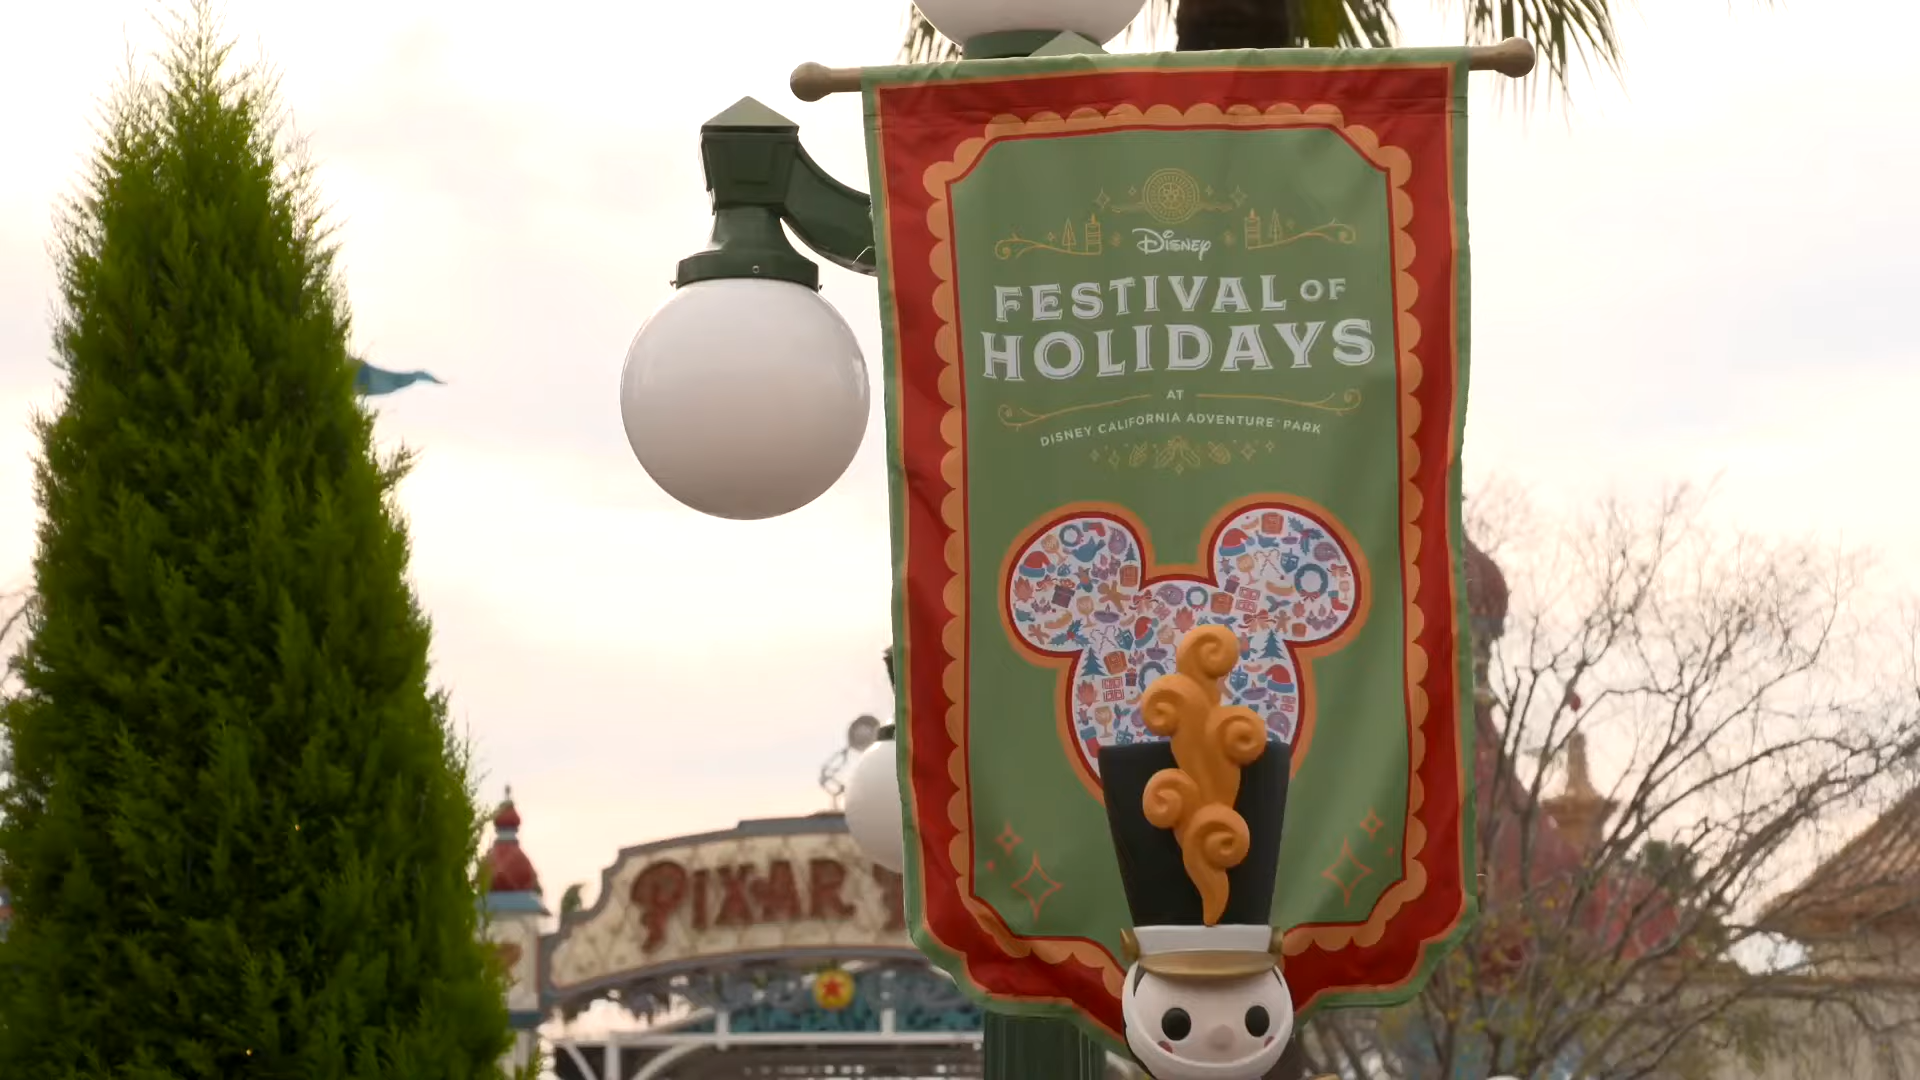 Disney
FESTIVAL OF
HOLIDAYS
AT
DISNEY CALIFORNIA ADVENTURE PARK
PIXAR